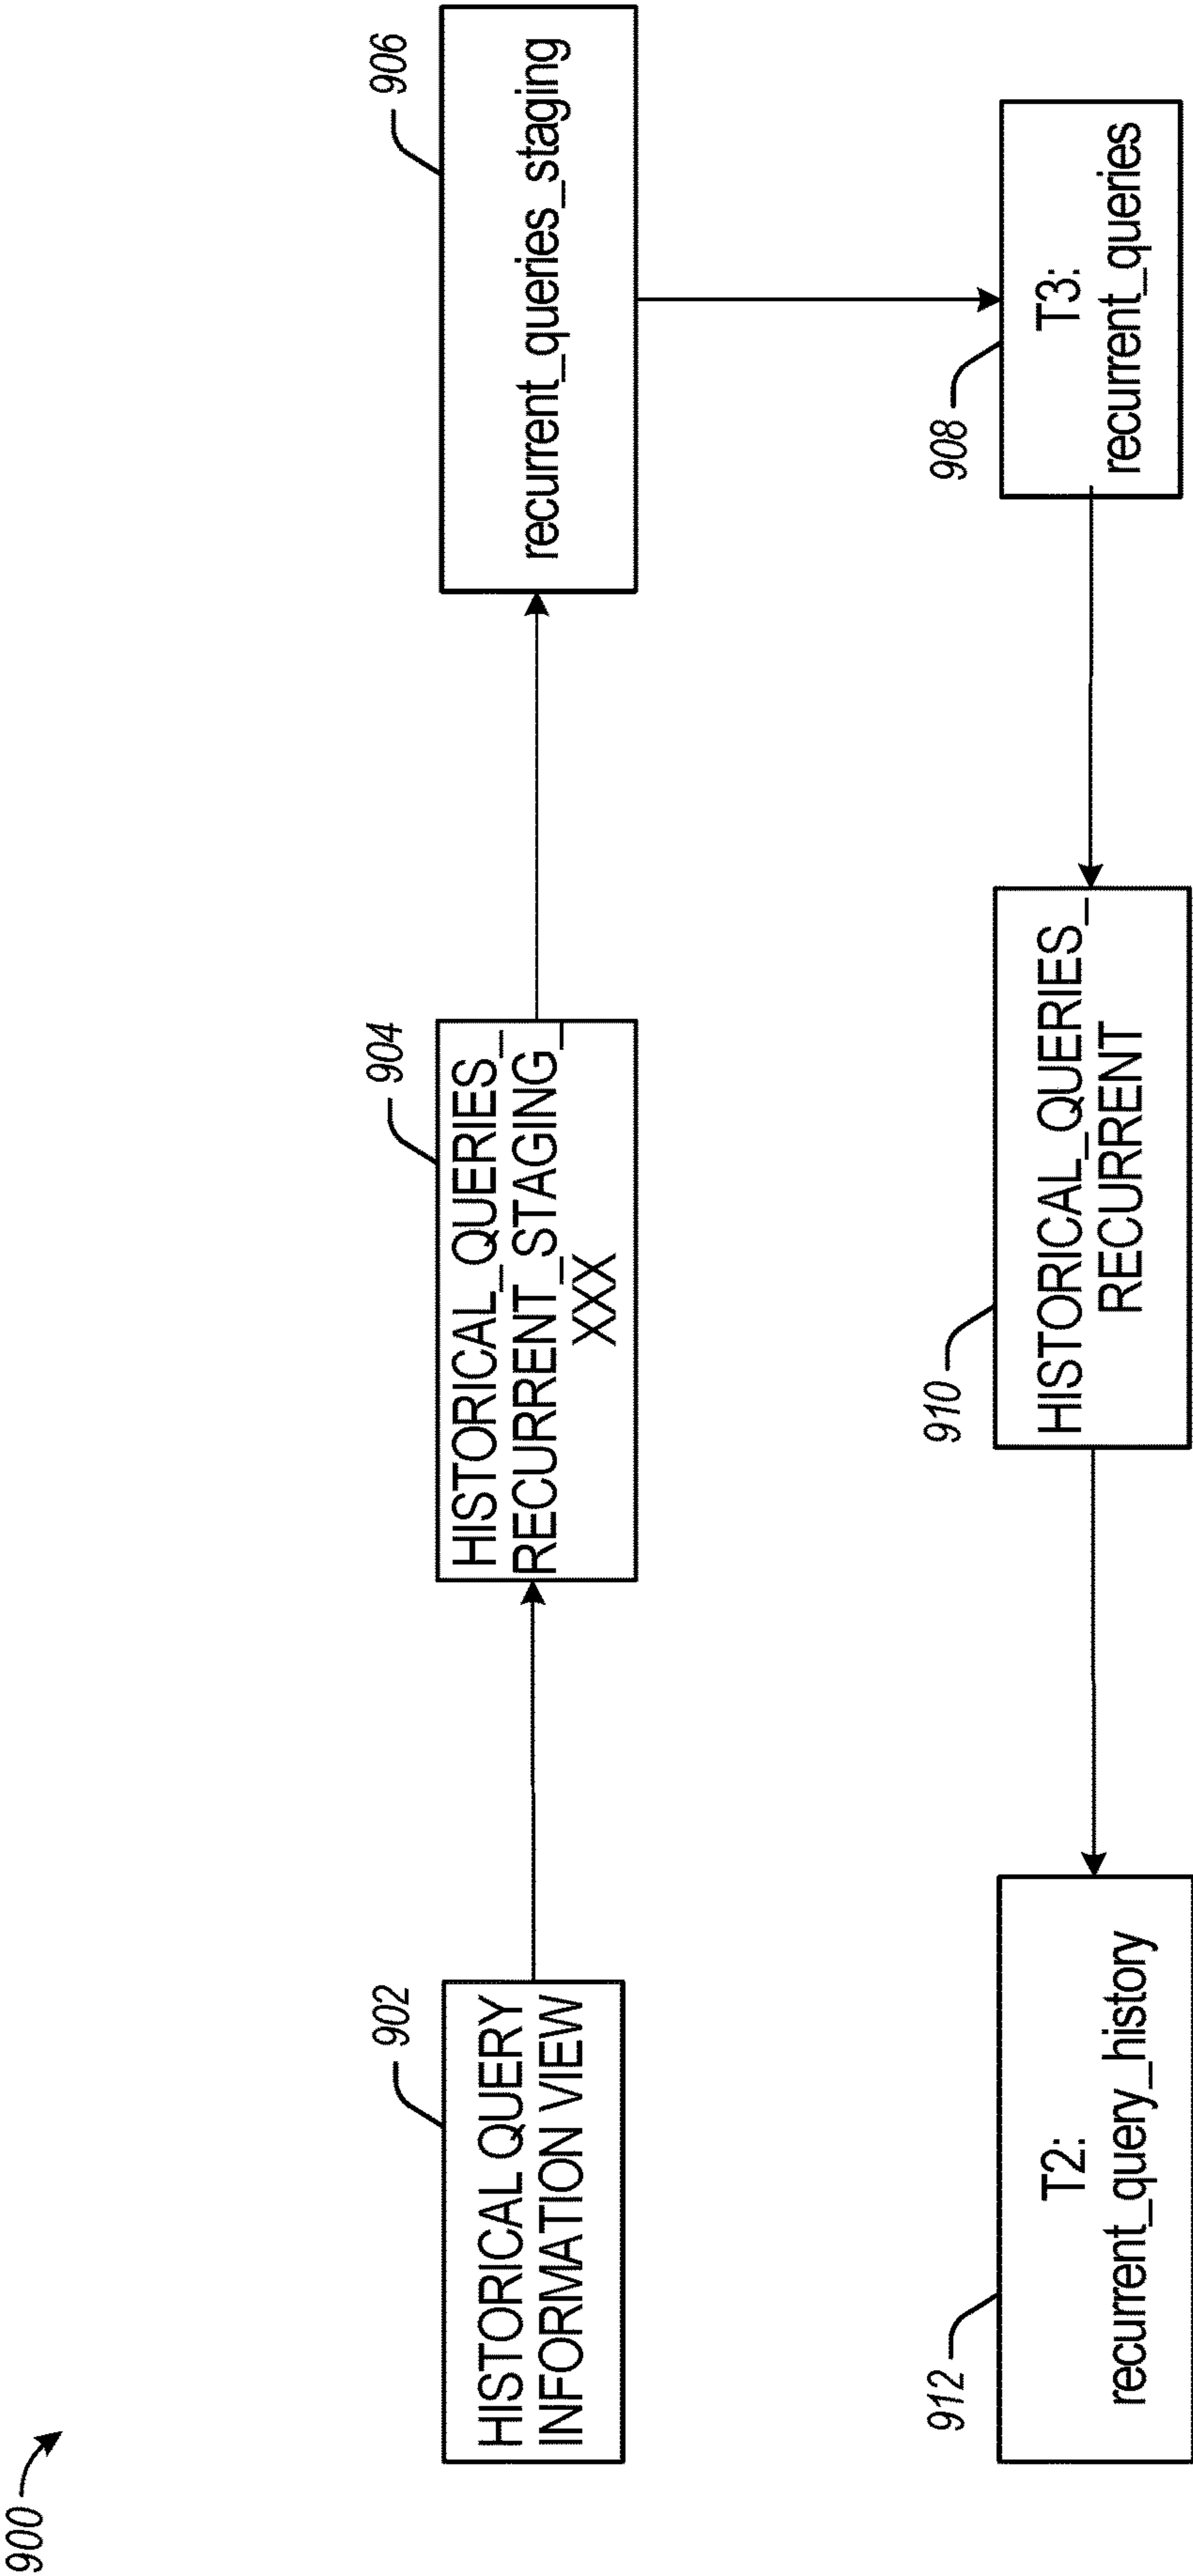 900
902
HISTORICAL QUERY
INFORMATION VIEW
904
HISTORICAL_QUERIES_
RECURRENT_STAGING_
XXX
906
recurrent_queries_staging
908
T3:
recurrent_queries
910
HISTORICAL_QUERIES_
RECURRENT
912
T2:
recurrent_query_history